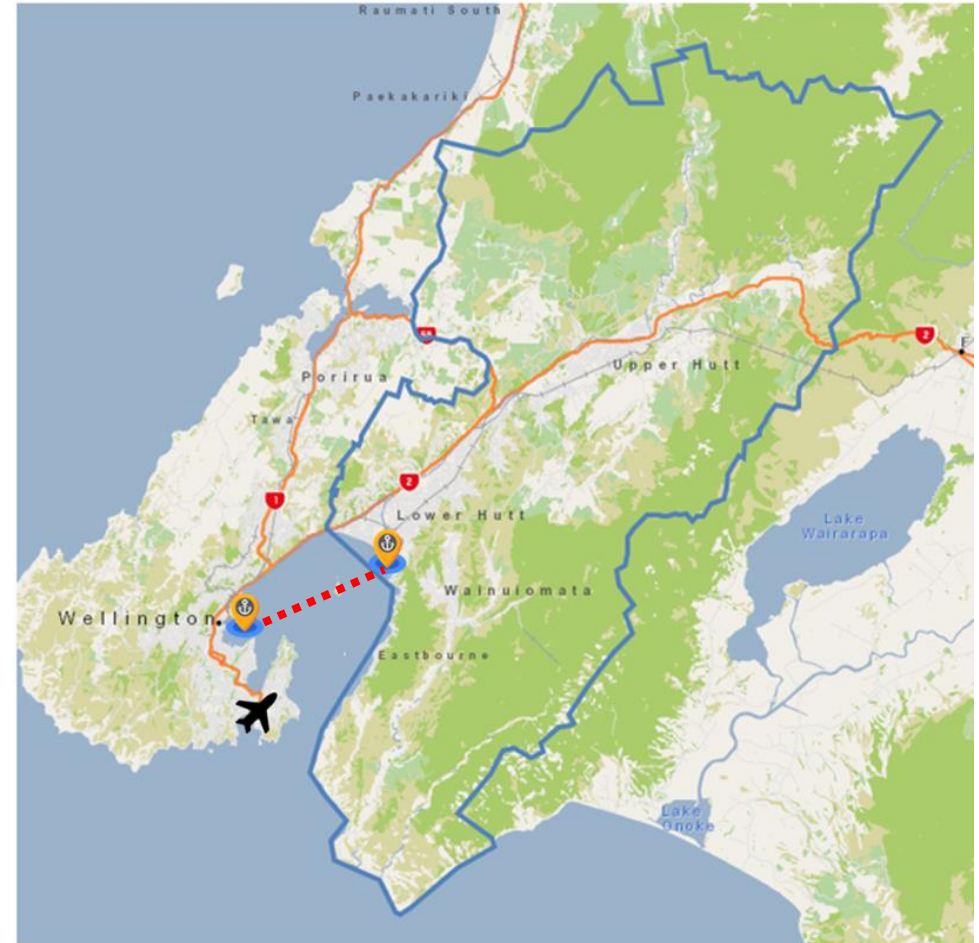 Raumati South
Paekakariki
58
2
F
Porirua
Upper Hutt
Tawa
2
1
Lower Hutt
Lake
Wairarapa
Wainuiomata
Wellington
Eastbourne
Lake
Onoke